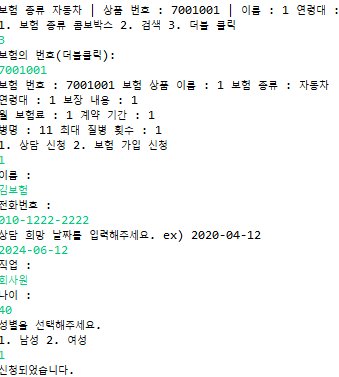 보험 종류 자동차 | 상품 번호 : 7001001 | 이름 : 1 연령대 :
1. 보험 종류 콤보박스 2. 검색 3. 더블 클릭
3
보험의 번호(더블클릭):
7001001
보험 번호 : 7001001 보험 상품 이름 : 1 보험 종류 : 자동차
연령대 : 1 보장 내용 : 1
월 보험료 : 1 계약 기간 : 1
병명 : 11 최대 질병 횟수 : 1
1. 상담 신청 2. 보험 가입 신청
1
이름 :
김보험
전화번호 :
010-1222-2222
상담 희망 날짜를 입력해주세요. ex) 2020-04-12
2024-06-12
직업 :
회사원
나이 :
40
성별을 선택해주세요.
1. 남성 2. 여성
1
신청되었습니다.